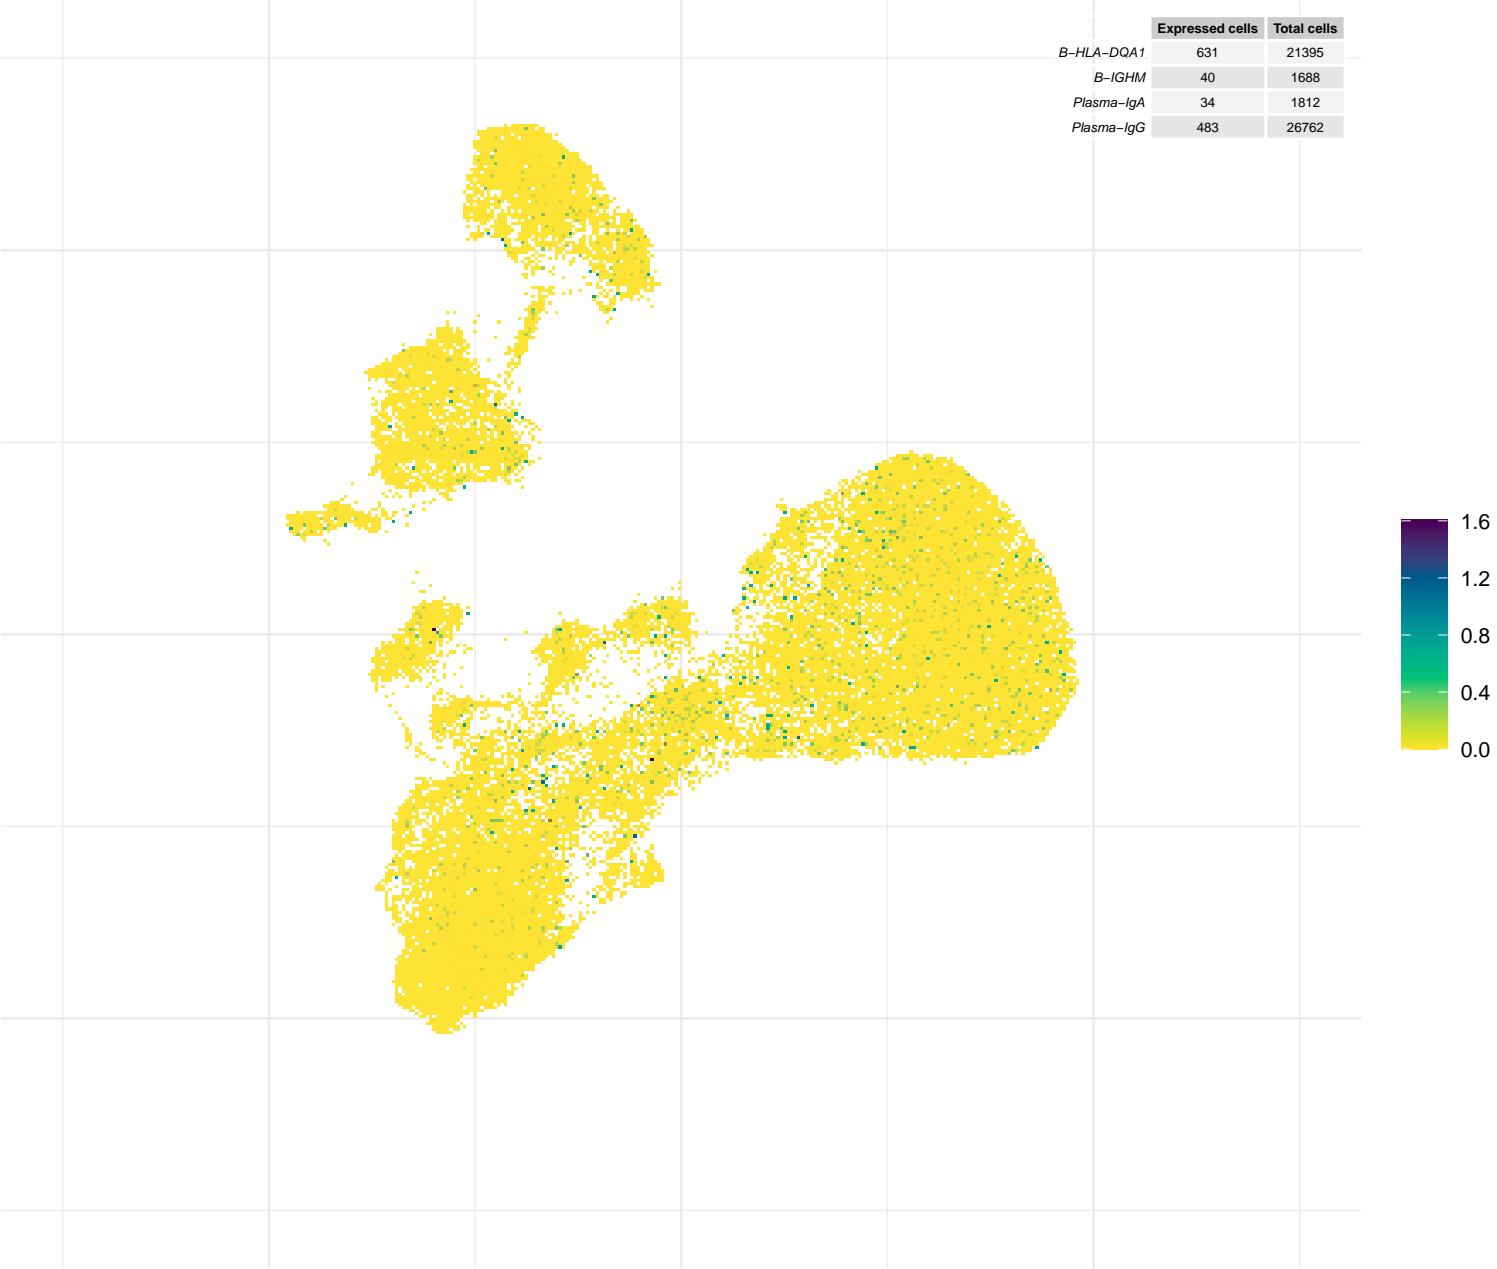 Expressed cells Total cells
B−HLA−DQA1 631 21395
B−IGHM 40 1688
Plasma−IgA 34 1812
Plasma−IgG 483 26762
1.6
1.2
0.8
0.4
0.0